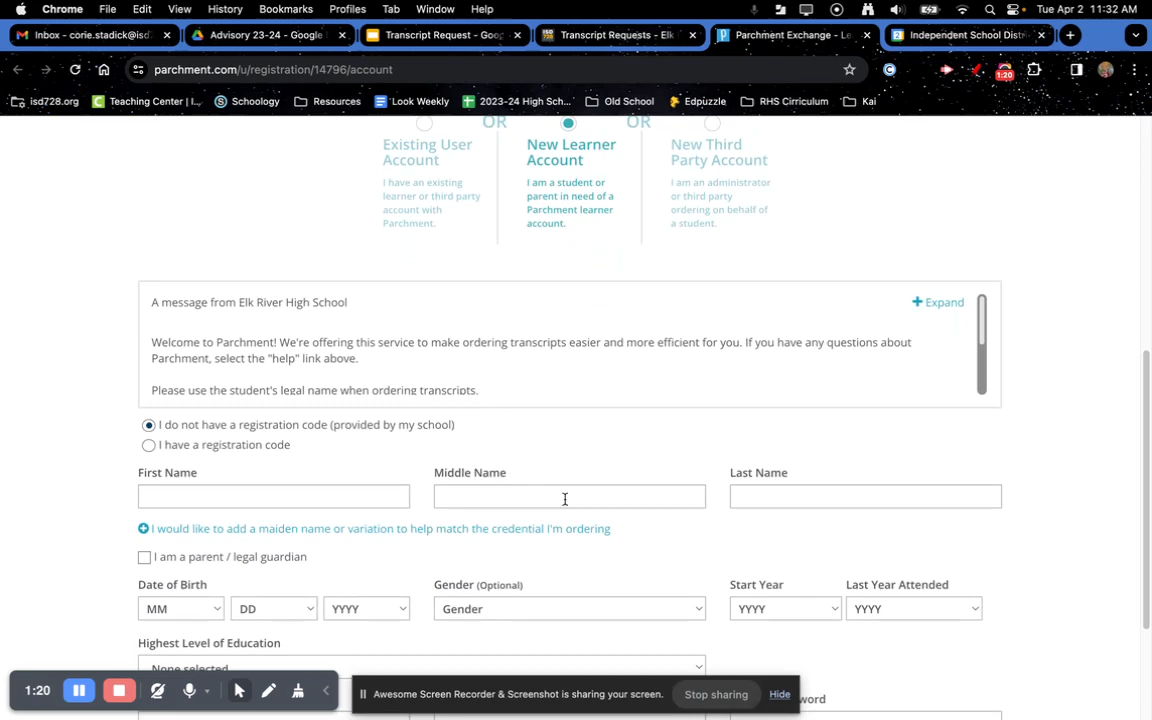 Chrome File Edit View History Bookmarks Profiles Tab Window Help Tue Apr 2 11:32 AM
Inbox - corie.stadick@isd Advisory 23-24 - Google Transcript Request - Goo Transcript Requests - Elk Parchment Exchange - Le Independent School Distr
parchment.com/u/registration/14796/account 1:20
isd728.org Teaching Center | I... Schoology Resources Look Weekly 2023-24 High Sch... Old School Edpuzzle RHS Cirriculum Kai
OR OR
Existing User New Learner New Third
Account Account Party Account
I have an existing I am a student or I am an administrator
learner or third party parent in need of a or third party
account with Parchment learner ordering on behalf of
Parchment. account. a student.
A message from Elk River High School + Expand
Welcome to Parchment! We're offering this service to make ordering transcripts easier and more efficient for you. If you have any questions about
Parchment, select the "help" link above.
Please use the student's legal name when ordering transcripts.
I do not have a registration code (provided by my school)
I have a registration code
First Name Middle Name Last Name
I would like to add a maiden name or variation to help match the credential I'm ordering
I am a parent / legal guardian
Date of Birth Gender (Optional) Start Year Last Year Attended
MM DD YYYY Gender YYYY YYYY
Highest Level of Education
None selected
1:20 Awesome Screen Recorder & Screenshot is sharing your screen. Stop sharing Hide